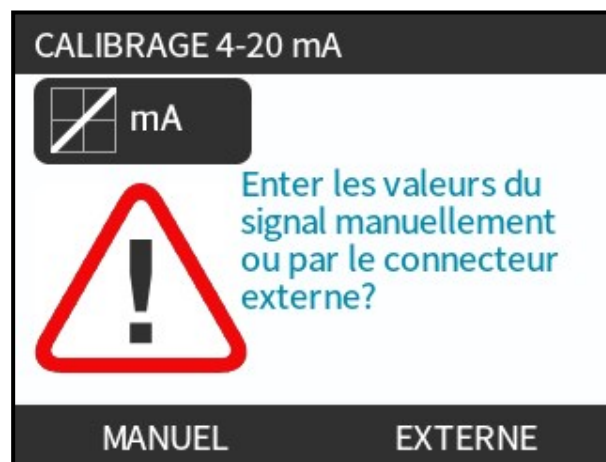 CALIBRAGE 4-20 mA
mA
Enter les valeurs du
signal manuellement
ou par le connecteur
externe?
MANUEL EXTERNE